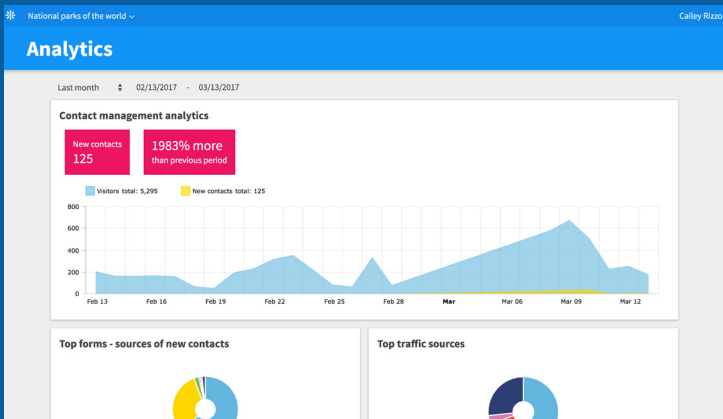 National parks of the world
Cailey Rizzo
Analytics
Last month 02/13/2017 - 03/13/2017
Contact management analytics
New contacts
125
1983% more
than previous period
Visitors total: 5,295 New contacts total: 125
800
600
400
200
0
Feb 13 Feb 16 Feb 19 Feb 22 Feb 25 Feb 28 Mar Mar 06 Mar 09 Mar 12
Top forms - sources of new contacts
Top traffic sources